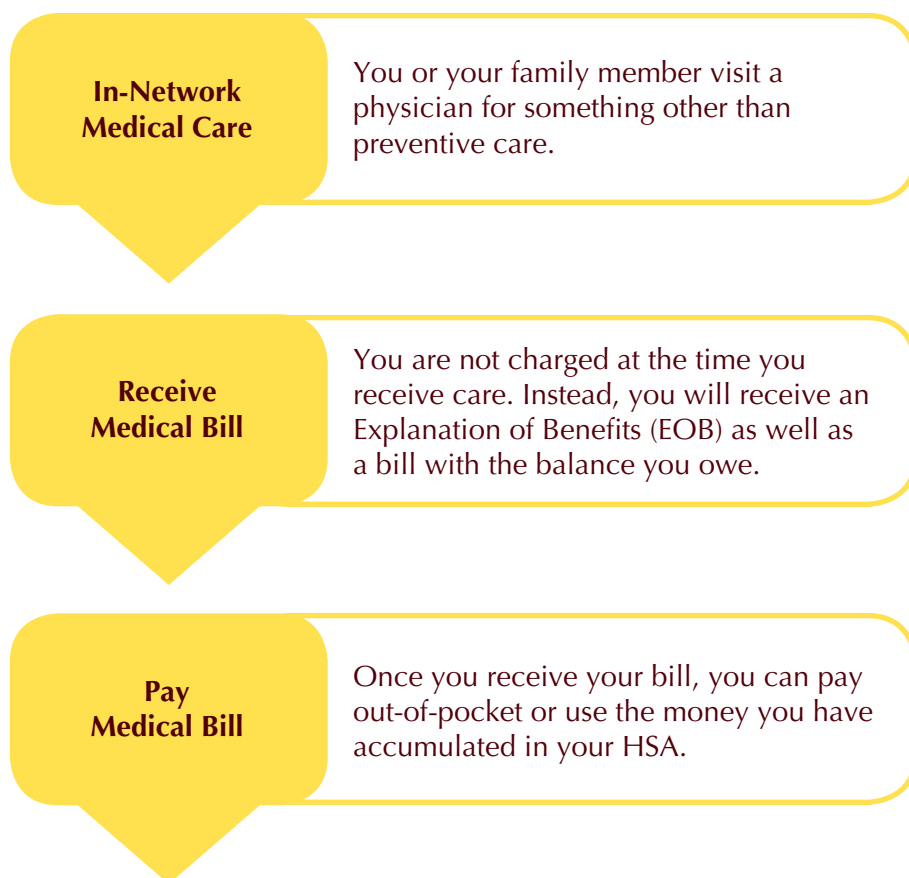 In-Network
Medical Care
You or your family member visit a
physician for something other than
preventive care.
Receive
Medical Bill
You are not charged at the time you
receive care. Instead, you will receive an
Explanation of Benefits (EOB) as well as
a bill with the balance you owe.
Pay
Medical Bill
Once you receive your bill, you can pay
out-of-pocket or use the money you have
accumulated in your HSA.